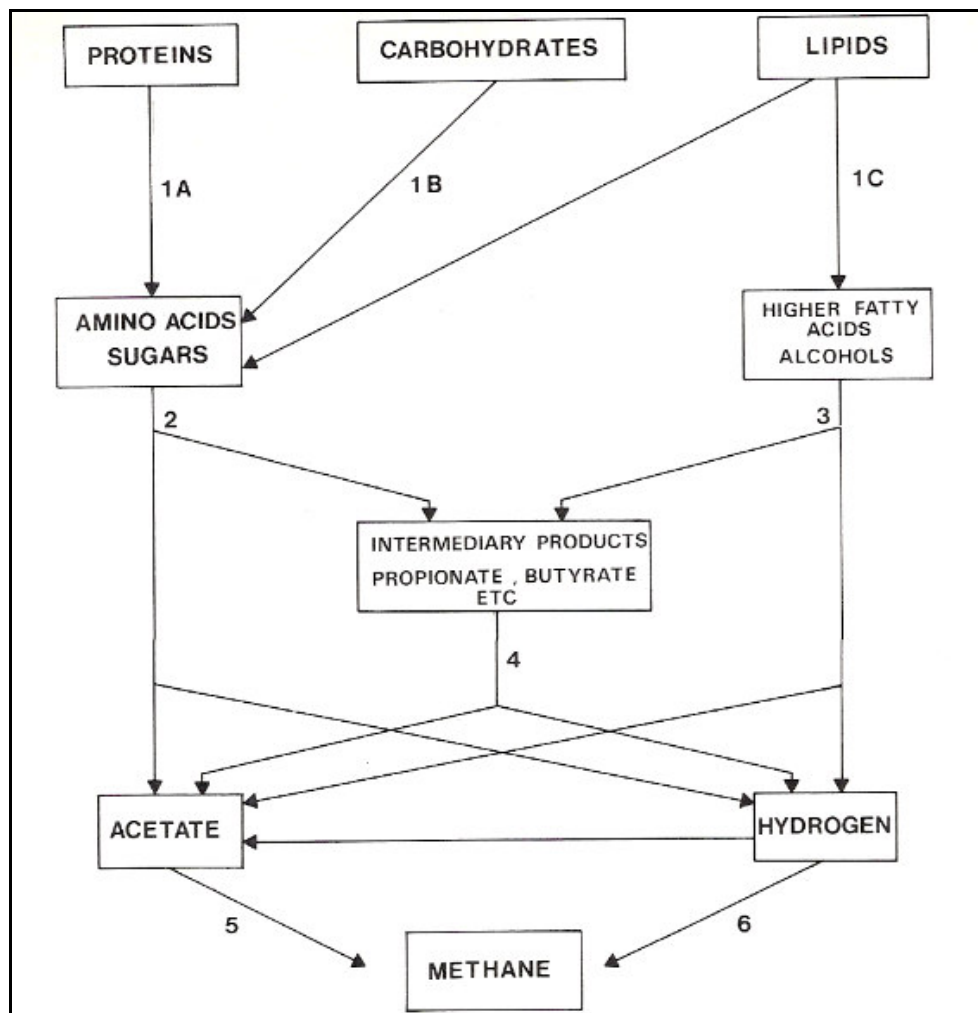 PROTEINS
CARBOHYDRATES
LIPIDS
1A
1B
1C
AMINO ACIDS
SUGARS
HIGHER FATTY
ACIDS
ALCOHOLS
2
3
INTERMEDIARY PRODUCTS
PROPIONATE , BUTYRATE
ETC
4
ACETATE
HYDROGEN
5
6
METHANE